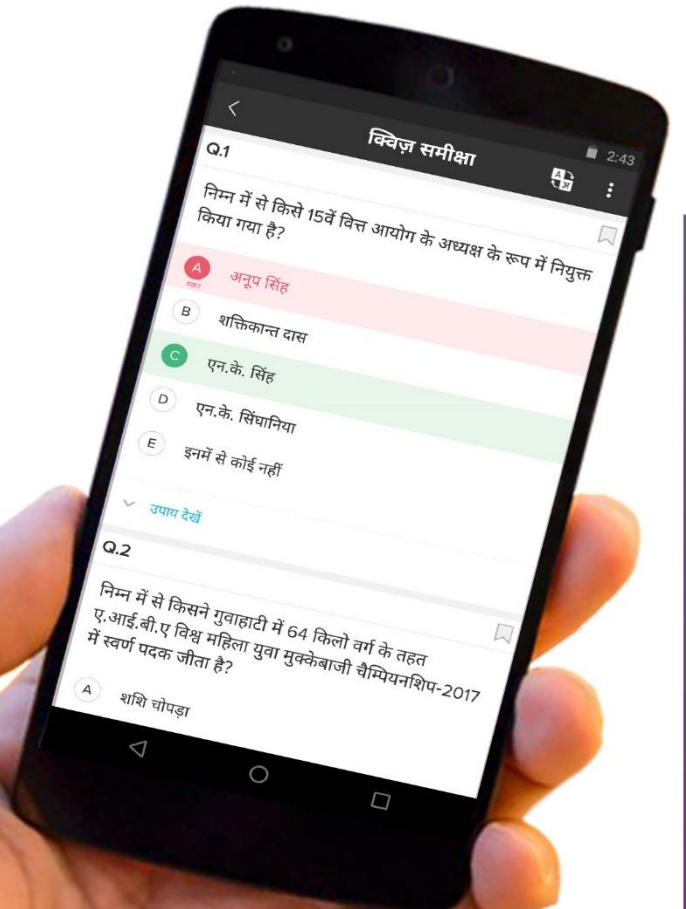 2:43
क्विज़ समीक्षा
Q.1
निम्न में से किसे 15वें वित्त आयोग के अध्यक्ष के रूप में नियुक्त
किया गया है?
A अनूप सिंह
B शक्तिकान्त दास
C एन.के. सिंह
D एन.के. सिंघानिया
E इनमें से कोई नहीं
उपाय देखें
Q.2
निम्न में से किसने गुवाहाटी में 64 किलो वर्ग के तहत
ए.आई.बी.ए विश्व महिला युवा मुक्केबाजी चैम्पियनशिप-2017
में स्वर्ण पदक जीता है?
A शशि चोपड़ा